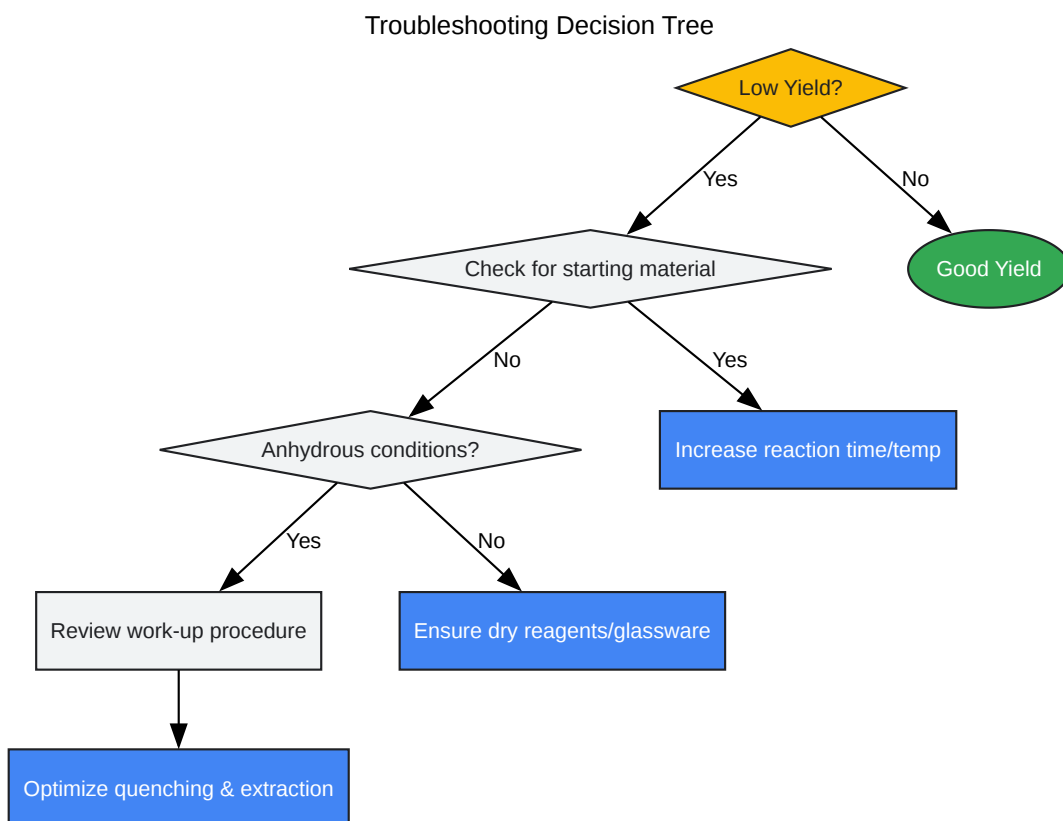 Troubleshooting Decision Tree
Low Yield?
Yes
No
Check for starting material
Good Yield
No
Yes
Anhydrous conditions?
Increase reaction time/temp
Yes
No
Review work-up procedure
Ensure dry reagents/glassware
Optimize quenching & extraction